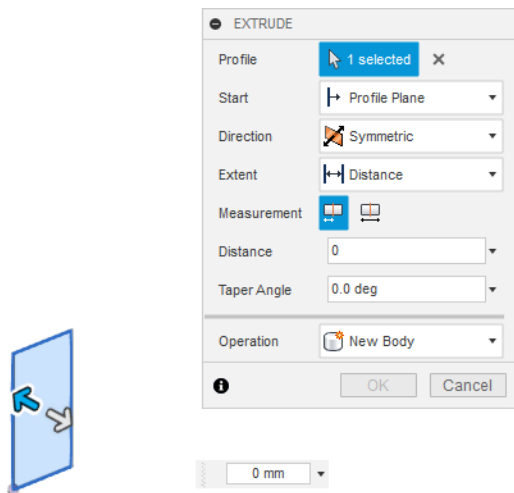 EXTRUDE
Profile 1 selected
Start Profile Plane
Direction Symmetric
Extent Distance
Measurement
Distance 0
Taper Angle 0.0 deg
Operation New Body
OK Cancel
0 mm